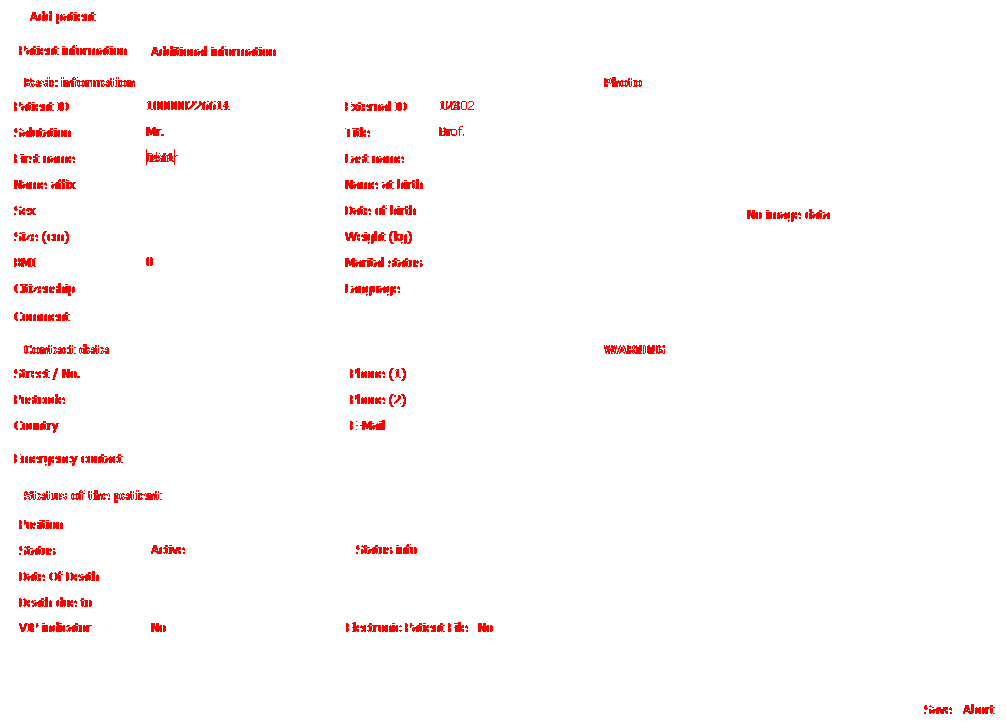 Add patient
Patient information Additional information
Basic information Photo
Patient ID 100000226614 External ID
Salutation Mr. Title
First name Last name
Name affix Name at birth
Sex Date of birth
No image data
Size (cm) Weight (kg)
BMI 0 Marital status
Citizenship Language
Comment
Contact data WARNING
Street / No. Phone (1)
Postcode Phone (2)
Country E-Mail
Emergency contact
Status of the patient
Position
Status Active Status info
Date Of Death
Death due to
VIP indicator No Electronic Patient File No
Save Abort